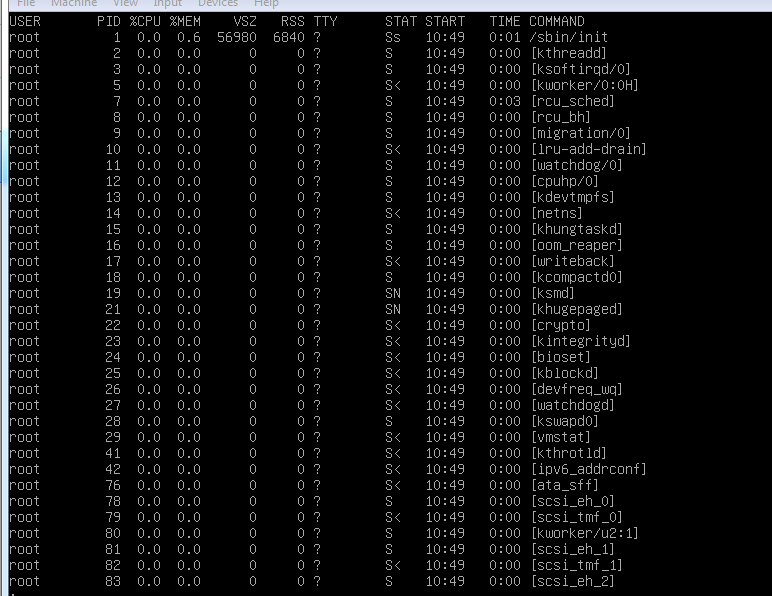 File Machine View Input Devices Help
USER PID %CPU %MEM VSZ RSS TTY STAT START TIME COMMAND
root 1 0.0 0.6 56980 6840 ? Ss 10:49 0:01 /sbin/init
root 2 0.0 0.0 0 0 ? S 10:49 0:00 [kthreadd]
root 3 0.0 0.0 0 0 ? S 10:49 0:00 [ksoftirqd/0]
root 5 0.0 0.0 0 0 ? S< 10:49 0:00 [kworker/0:0H]
root 7 0.0 0.0 0 0 ? S 10:49 0:03 [rcu_sched]
root 8 0.0 0.0 0 0 ? S 10:49 0:00 [rcu_bh]
root 9 0.0 0.0 0 0 ? S 10:49 0:00 [migration/0]
root 10 0.0 0.0 0 0 ? S< 10:49 0:00 [lru-add-drain]
root 11 0.0 0.0 0 0 ? S 10:49 0:00 [watchdog/0]
root 12 0.0 0.0 0 0 ? S 10:49 0:00 [cpuhp/0]
root 13 0.0 0.0 0 0 ? S 10:49 0:00 [kdevtmpfs]
root 14 0.0 0.0 0 0 ? S< 10:49 0:00 [netns]
root 15 0.0 0.0 0 0 ? S 10:49 0:00 [khungtaskd]
root 16 0.0 0.0 0 0 ? S 10:49 0:00 [oom_reaper]
root 17 0.0 0.0 0 0 ? S< 10:49 0:00 [writeback]
root 18 0.0 0.0 0 0 ? S 10:49 0:00 [kcompactd0]
root 19 0.0 0.0 0 0 ? SN 10:49 0:00 [ksmd]
root 21 0.0 0.0 0 0 ? SN 10:49 0:00 [khugepaged]
root 22 0.0 0.0 0 0 ? S< 10:49 0:00 [crypto]
root 23 0.0 0.0 0 0 ? S< 10:49 0:00 [kintegrityd]
root 24 0.0 0.0 0 0 ? S< 10:49 0:00 [bioset]
root 25 0.0 0.0 0 0 ? S< 10:49 0:00 [kblockd]
root 26 0.0 0.0 0 0 ? S< 10:49 0:00 [devfreq_wq]
root 27 0.0 0.0 0 0 ? S< 10:49 0:00 [watchdogd]
root 28 0.0 0.0 0 0 ? S 10:49 0:00 [kswapd0]
root 29 0.0 0.0 0 0 ? S< 10:49 0:00 [vmstat]
root 41 0.0 0.0 0 0 ? S< 10:49 0:00 [kthrotld]
root 42 0.0 0.0 0 0 ? S< 10:49 0:00 [ipv6_addrconf]
root 76 0.0 0.0 0 0 ? S< 10:49 0:00 [ata_sff]
root 78 0.0 0.0 0 0 ? S 10:49 0:00 [scsi_eh_0]
root 79 0.0 0.0 0 0 ? S< 10:49 0:00 [scsi_tmf_0]
root 80 0.0 0.0 0 0 ? S 10:49 0:00 [kworker/u2:1]
root 81 0.0 0.0 0 0 ? S 10:49 0:00 [scsi_eh_1]
root 82 0.0 0.0 0 0 ? S< 10:49 0:00 [scsi_tmf_1]
root 83 0.0 0.0 0 0 ? S 10:49 0:00 [scsi_eh_2]